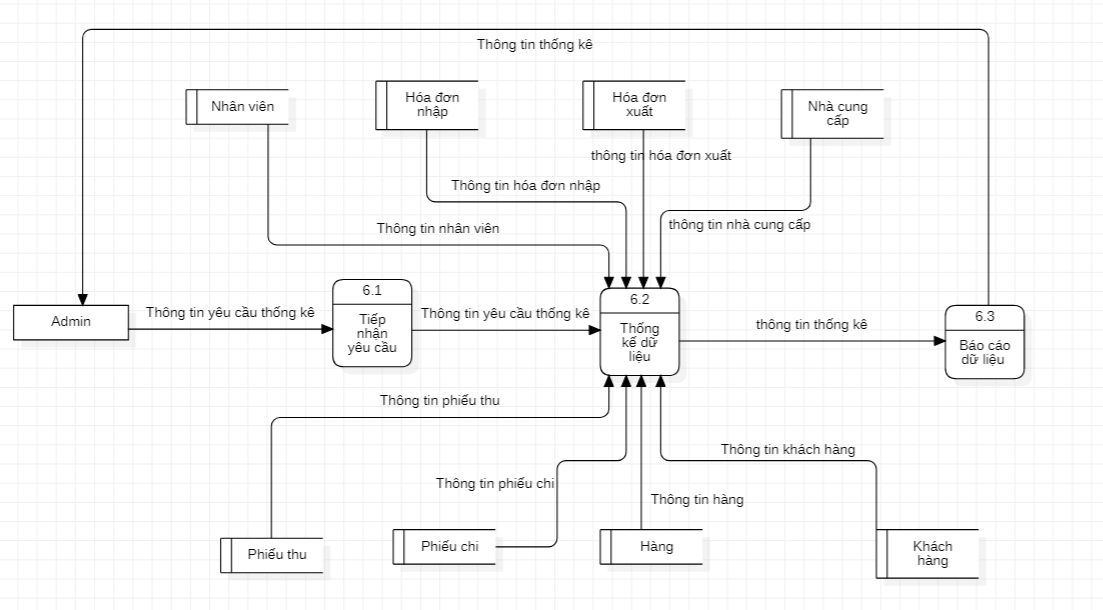 Thông tin thống kê
Nhân viên
Hóa đơn
nhập
Hóa đơn
xuất
Nhà cung
cấp
thông tin hóa đơn xuất
Thông tin hóa đơn nhập
Thông tin nhân viên
thông tin nhà cung cấp
Admin
Thông tin yêu cầu thống kê
6.1
Tiếp
nhận
yêu cầu
Thông tin yêu cầu thống kê
6.2
Thống
kế dữ
liệu
thông tin thống kê
6.3
Báo cáo
dữ liệu
Thông tin phiếu thu
Thông tin phiếu chi
Thông tin hàng
Thông tin khách hàng
Phiếu thu
Phiếu chi
Hàng
Khách
hàng